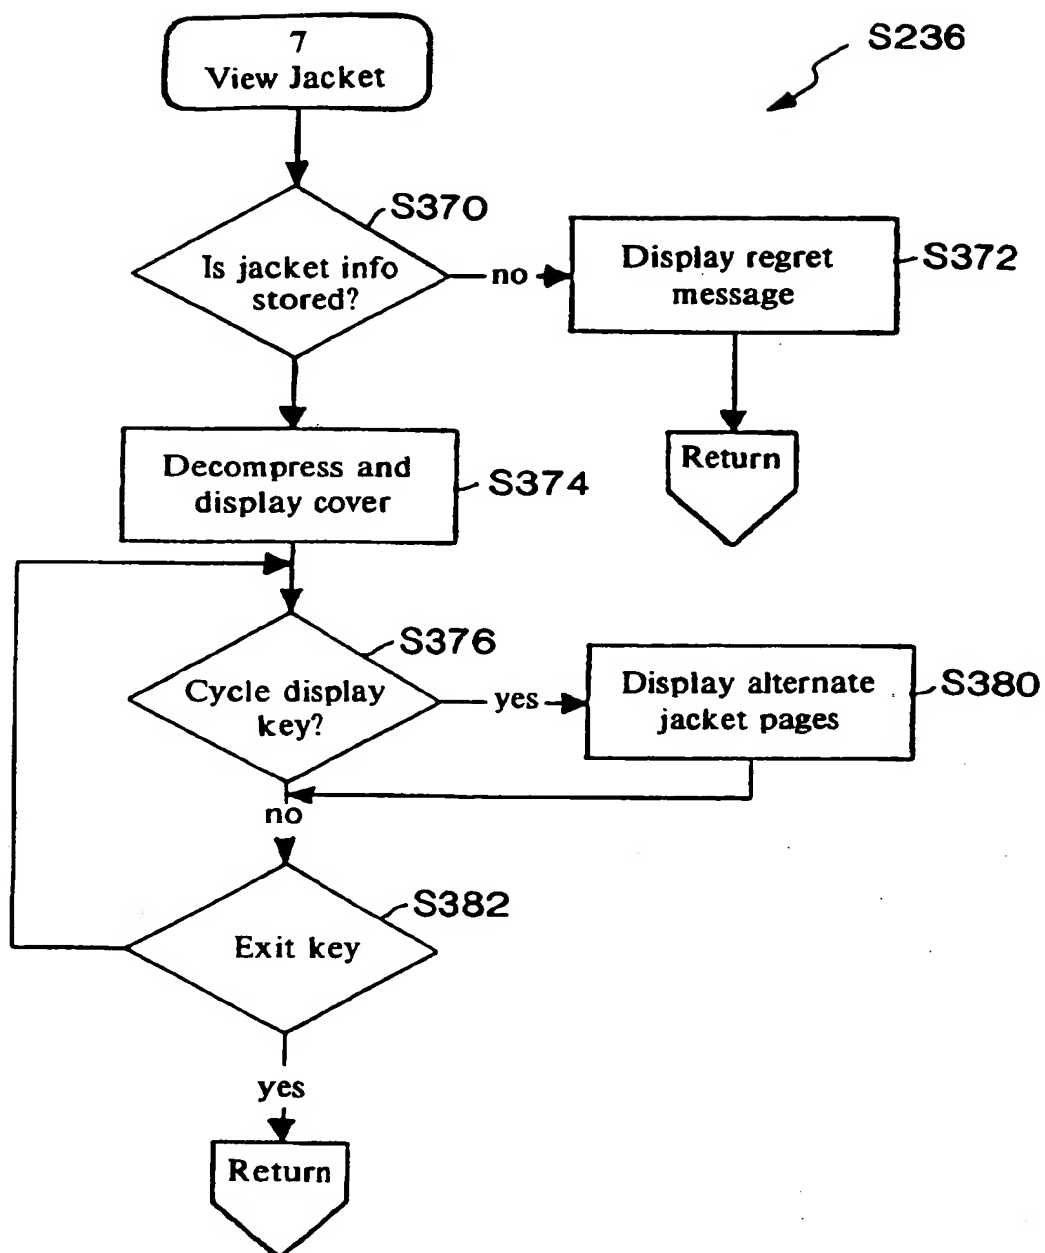 7
View Jacket
S236
S370
Is jacket info
stored?
no
Display regret
message
S372
Return
Decompress and
display cover
S374
S376
Cycle display
key?
yes
Display alternate
jacket pages
S380
no
S382
Exit key
yes
Return